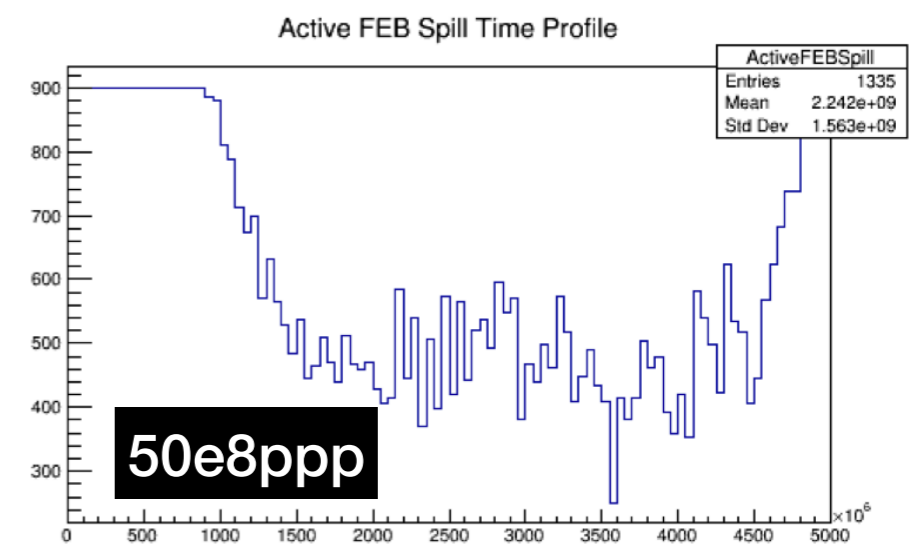 Active FEB Spill Time Profile
ActiveFEBSpill
Entries 1335
Mean 2.242e+09
Std Dev 1.563e+09
900
800
700
600
500
400
300
50e8ppp
0 500 1000 1500 2000 2500 3000 3500 4000 4500 5000
×10⁶